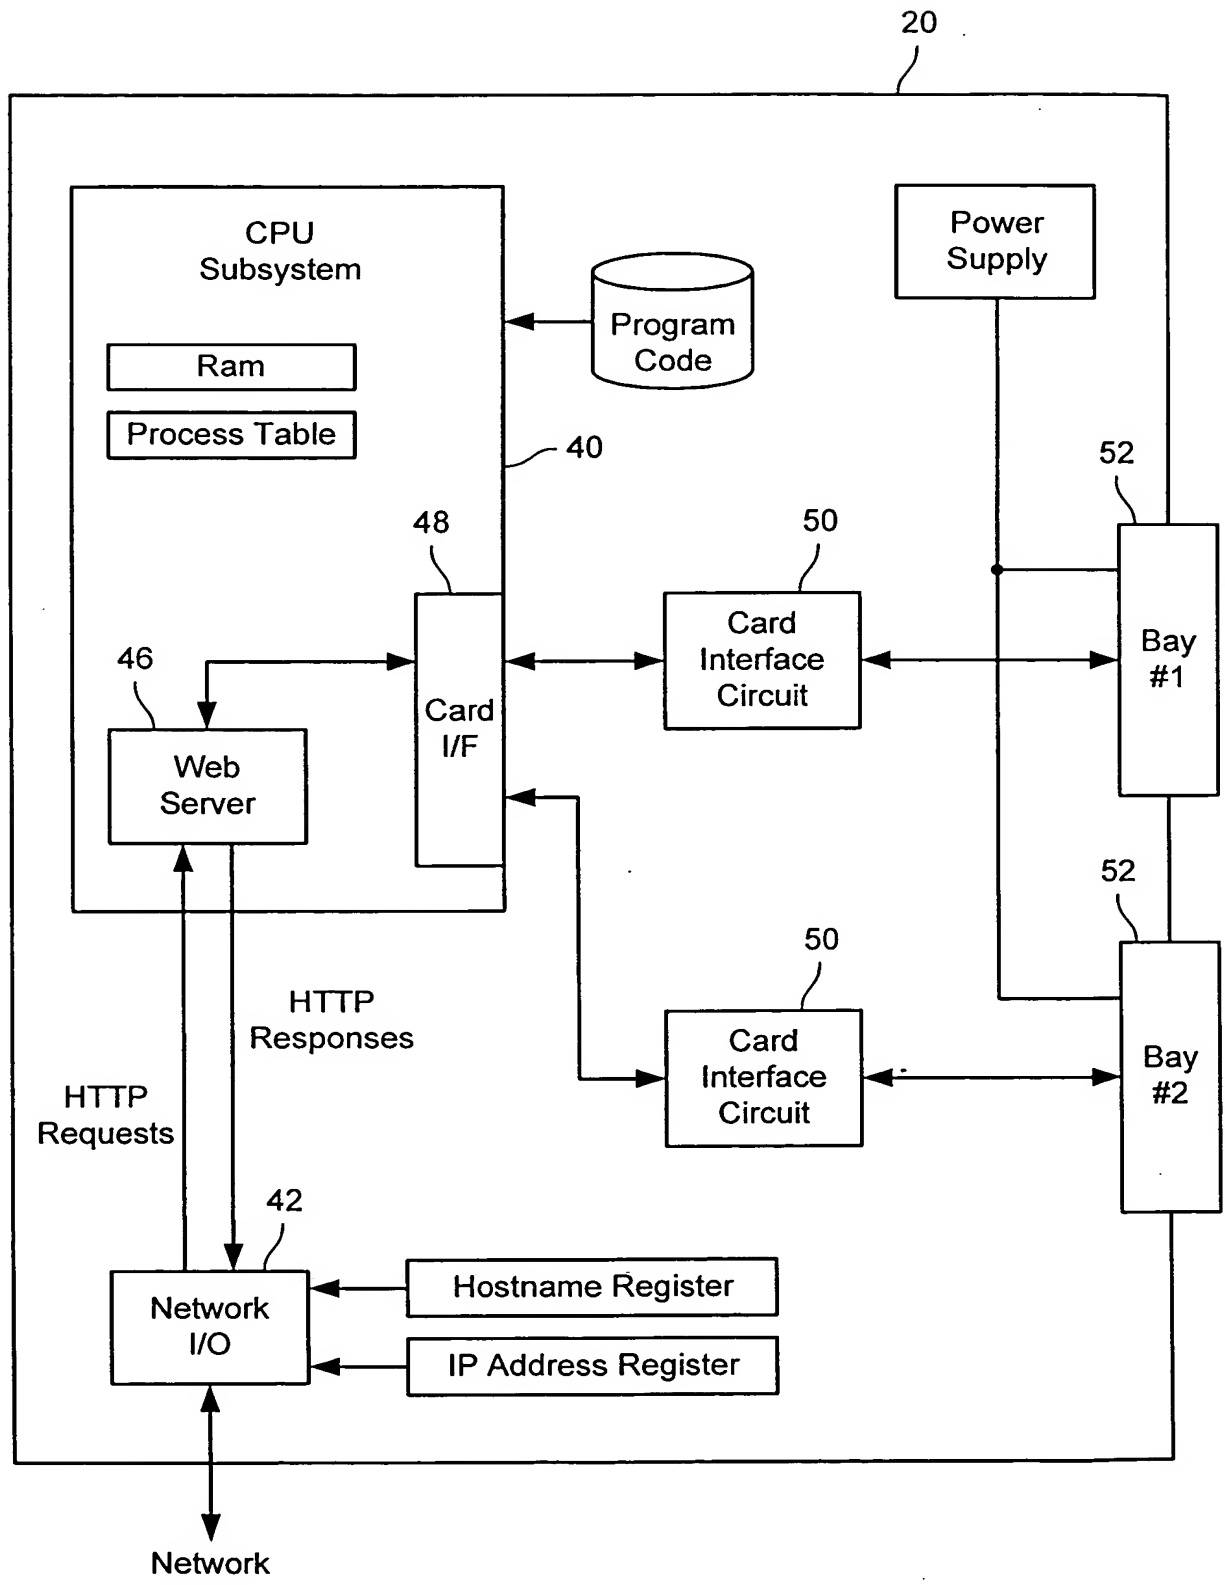 20
CPU
Subsystem
Power
Supply
Program
Code
Ram
Process Table
40
52
48
50
Card
Interface
Circuit
Bay
#1
46
Card
I/F
Web
Server
52
50
HTTP
Responses
Card
Interface
Circuit
Bay
#2
HTTP
Requests
42
Hostname Register
Network
I/O
IP Address Register
Network